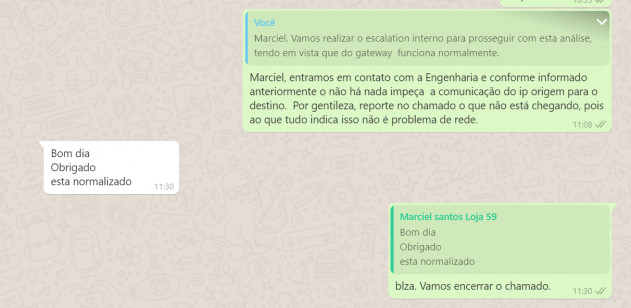 Você
Marciel. Vamos realizar o escalation interno para prosseguir com esta análise,
tendo em vista que do gateway funciona normalmente.
Marciel, entramos em contato com a Engenharia e conforme informado
anteriormente o não há nada impeça a comunicação do ip origem para o
destino. Por gentileza, reporte no chamado o que não está chegando, pois
ao que tudo indica isso não é problema de rede.
11:08
Bom dia
Obrigado
esta normalizado
11:30
Marciel santos Loja 59
Bom dia
Obrigado
esta normalizado
blza. Vamos encerrar o chamado.
11:30